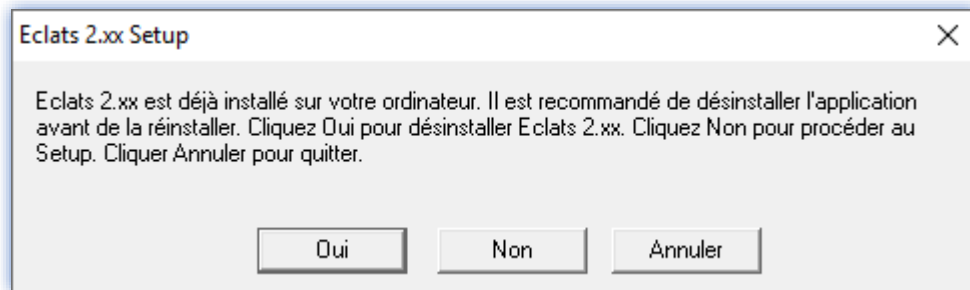 Eclats 2.xx Setup
Eclats 2.xx est déjà installé sur votre ordinateur. Il est recommandé de désinstaller l'application
avant de la réinstaller. Cliquez Oui pour désinstaller Eclats 2.xx. Cliquez Non pour procéder au
Setup. Cliquer Annuler pour quitter.
Oui Non Annuler